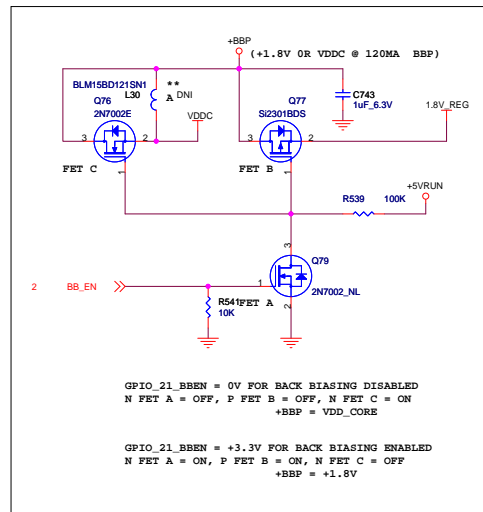 +BBP
(+1.8V 0R VDDC @ 120MA BBP)
BLM15BD121SN1
L30
**
A
DNI
Q76
2N7002E
VDDC
Q77
Si2301BDS
C743
1uF_6.3V
1.8V_REG
3
2
3
2
FET C
1
FET B
1
+5VRUN
R539
100K
3
Q79
2
BB_EN
1
2N7002_NL
R541
10K
FET A
2
GPIO_21_BBEN = 0V FOR BACK BIASING DISABLED
N FET A = OFF, P FET B = OFF, N FET C = ON
+BBP = VDD_CORE
GPIO_21_BBEN = +3.3V FOR BACK BIASING ENABLED
N FET A = ON, P FET B = ON, N FET C = OFF
+BBP = +1.8V